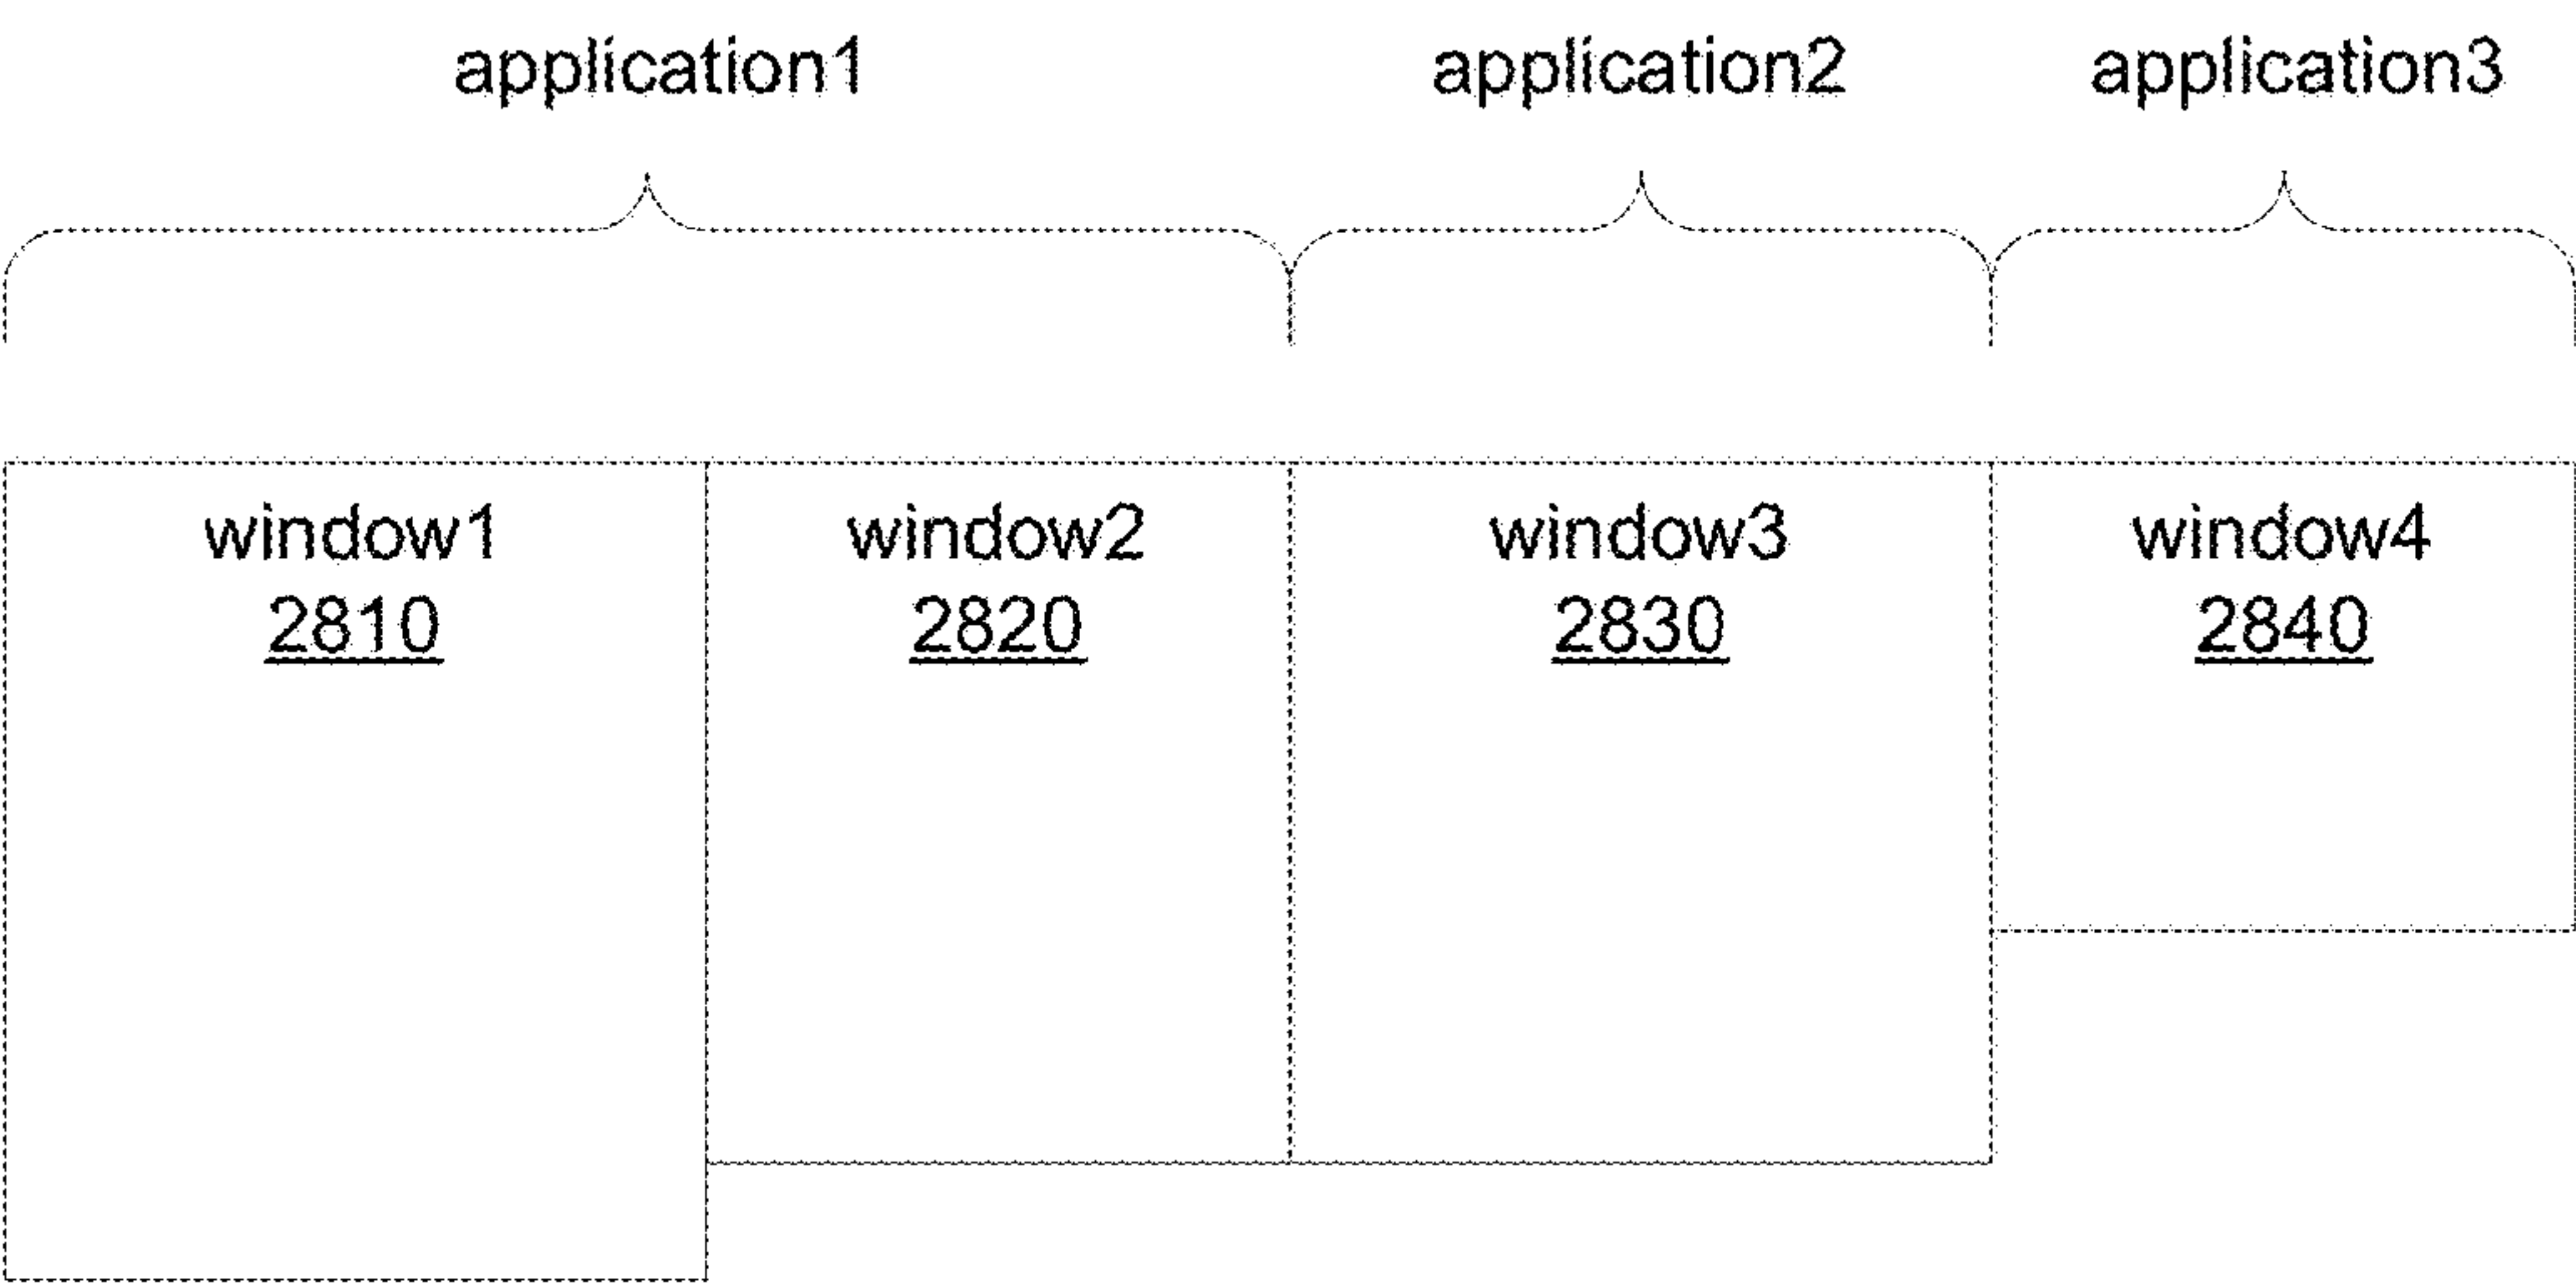 application1 application2 application3
window1 window2 window3 window4
2810 2820 2830 2840